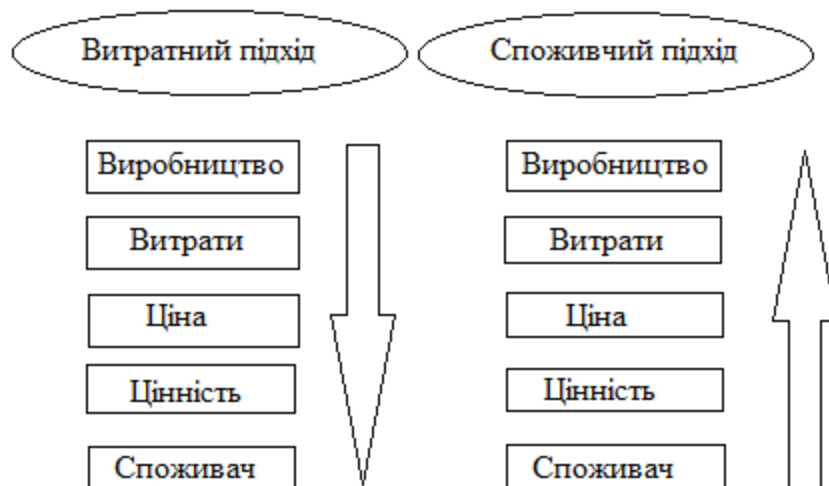 Витратний підхід
Споживчий підхід
Виробництво
Виробництво
Витрати
Витрати
Ціна
Ціна
Цінність
Цінність
Споживач
Споживач